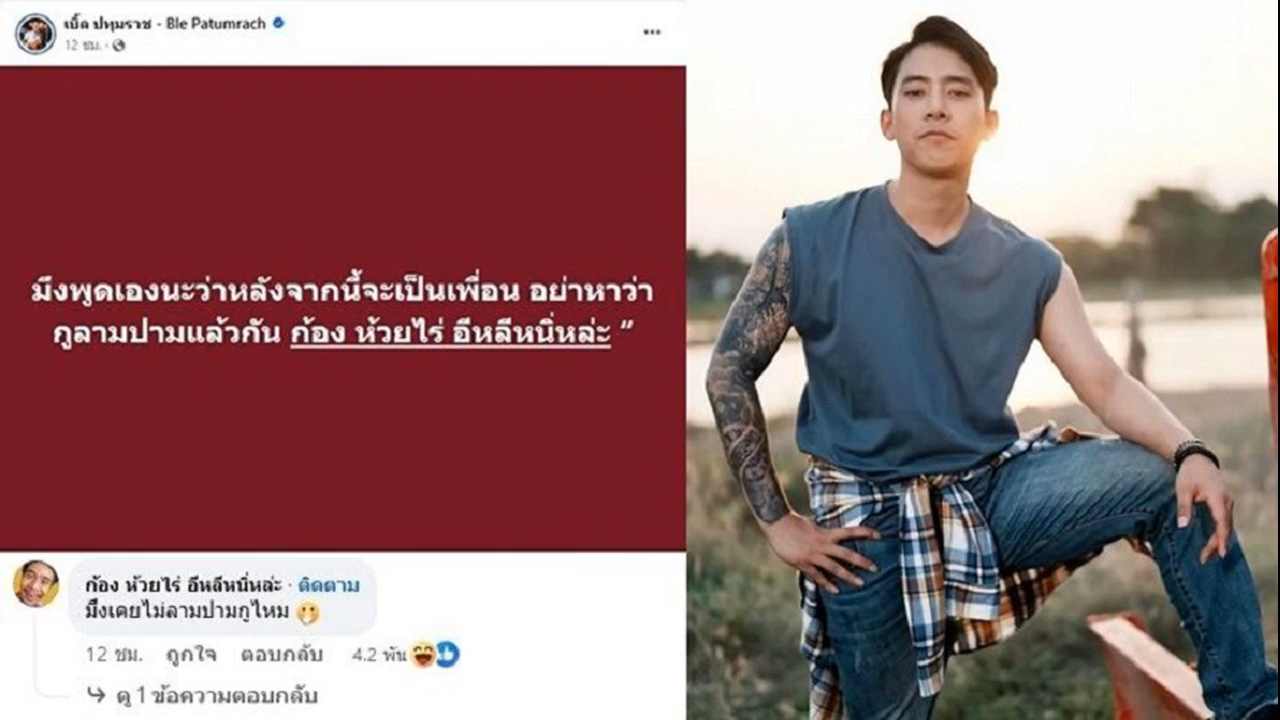 เบิ้ล ปทุมราช - Ble Patumrach
12 ชม. ·
มึงพูดเองนะว่าหลังจากนี้จะเป็นเพื่อน อย่าหาว่า
กูลามปามแล้วกัน ก้อง ห้วยไร่ อีหลีหนิ่หล่ะ “
ก้อง ห้วยไร่ อีหลีหนิ่หล่ะ · ติดตาม
มึงเคยไม่ลามปามกูไหม
12 ชม. ถูกใจ ตอบกลับ 4.2 พัน
ดู 1 ข้อความตอบกลับ